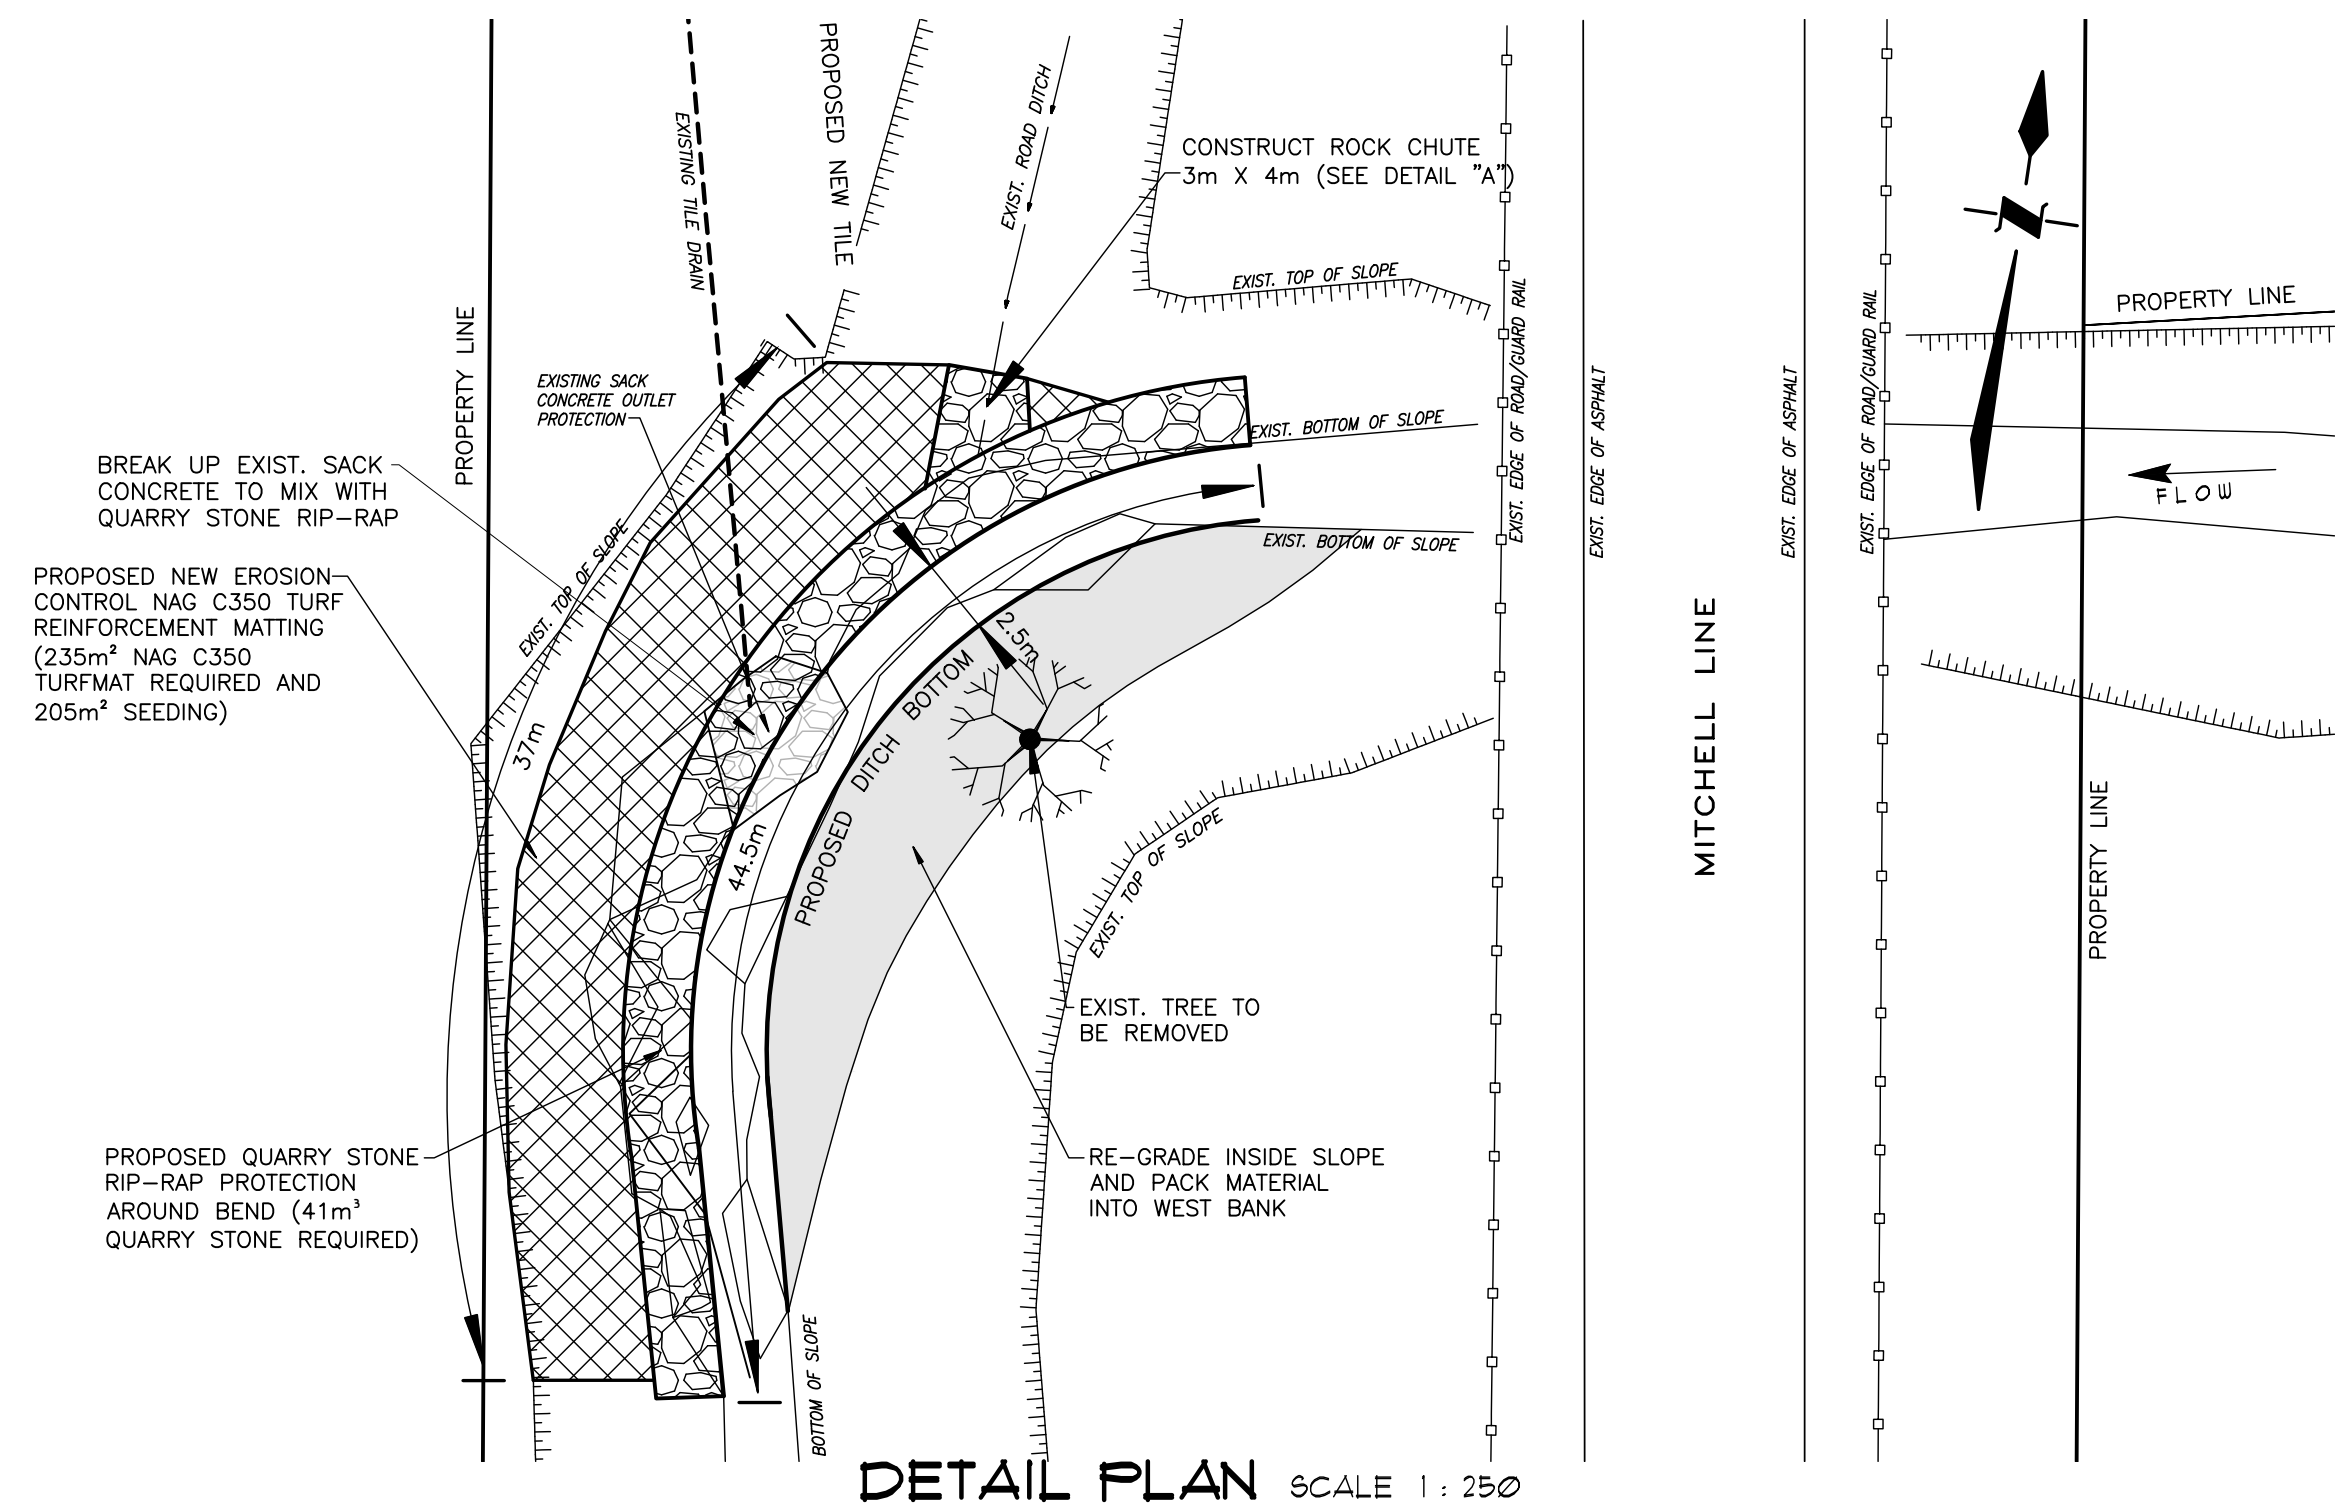 PROPOSED NEW TILE
EXISTING TILE DRAIN
EXIST. ROAD DITCH
CONSTRUCT ROCK CHUTE
3m X 4m (SEE DETAIL "A")
EXIST. TOP OF SLOPE
PROPERTY LINE
PROPERTY LINE
EXIST. EDGE OF ROAD/GUARD RAIL
EXIST. EDGE OF ASPHALT
EXIST. EDGE OF ASPHALT
EXIST. EDGE OF ROAD/GUARD RAIL
N
EXISTING SACK
CONCRETE OUTLET
PROTECTION
EXIST. BOTTOM OF SLOPE
FLOW
BREAK UP EXIST. SACK
CONCRETE TO MIX WITH
QUARRY STONE RIP-RAP
EXIST. BOTTOM OF SLOPE
EXIST. TOP OF SLOPE
PROPOSED NEW EROSION
CONTROL NAG C350 TURF
REINFORCEMENT MATTING
(235m² NAG C350
TURFMAT REQUIRED AND
205m² SEEDING)
2.5m
37m
44.5m
PROPOSED DITCH BOTTOM
MITCHELL LINE
EXIST. TOP OF SLOPE
PROPERTY LINE
EXIST. TREE TO
BE REMOVED
PROPOSED QUARRY STONE
RIP-RAP PROTECTION
AROUND BEND (41m³
QUARRY STONE REQUIRED)
RE-GRADE INSIDE SLOPE
AND PACK MATERIAL
INTO WEST BANK
BOTTOM OF SLOPE
DETAIL PLAN SCALE 1 : 250